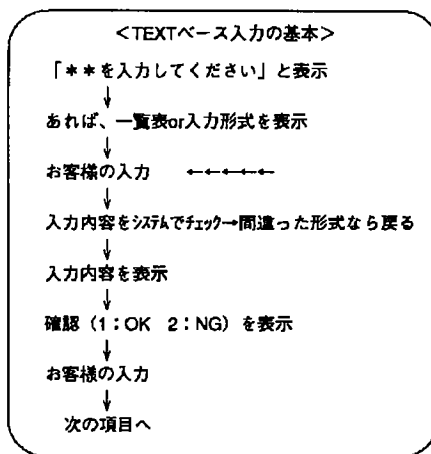 ＜TEXTベース入力の基本＞
「＊＊を入力してください」と表示
↓
あれば、一覧表or入力形式を表示
↓
お客様の入力　←←←←←
↓
入力内容をシステムでチェック→間違った形式なら戻る
↓
入力内容を表示
↓
確認（1：OK　2：NG）を表示
↓
お客様の入力
↓
次の項目へ